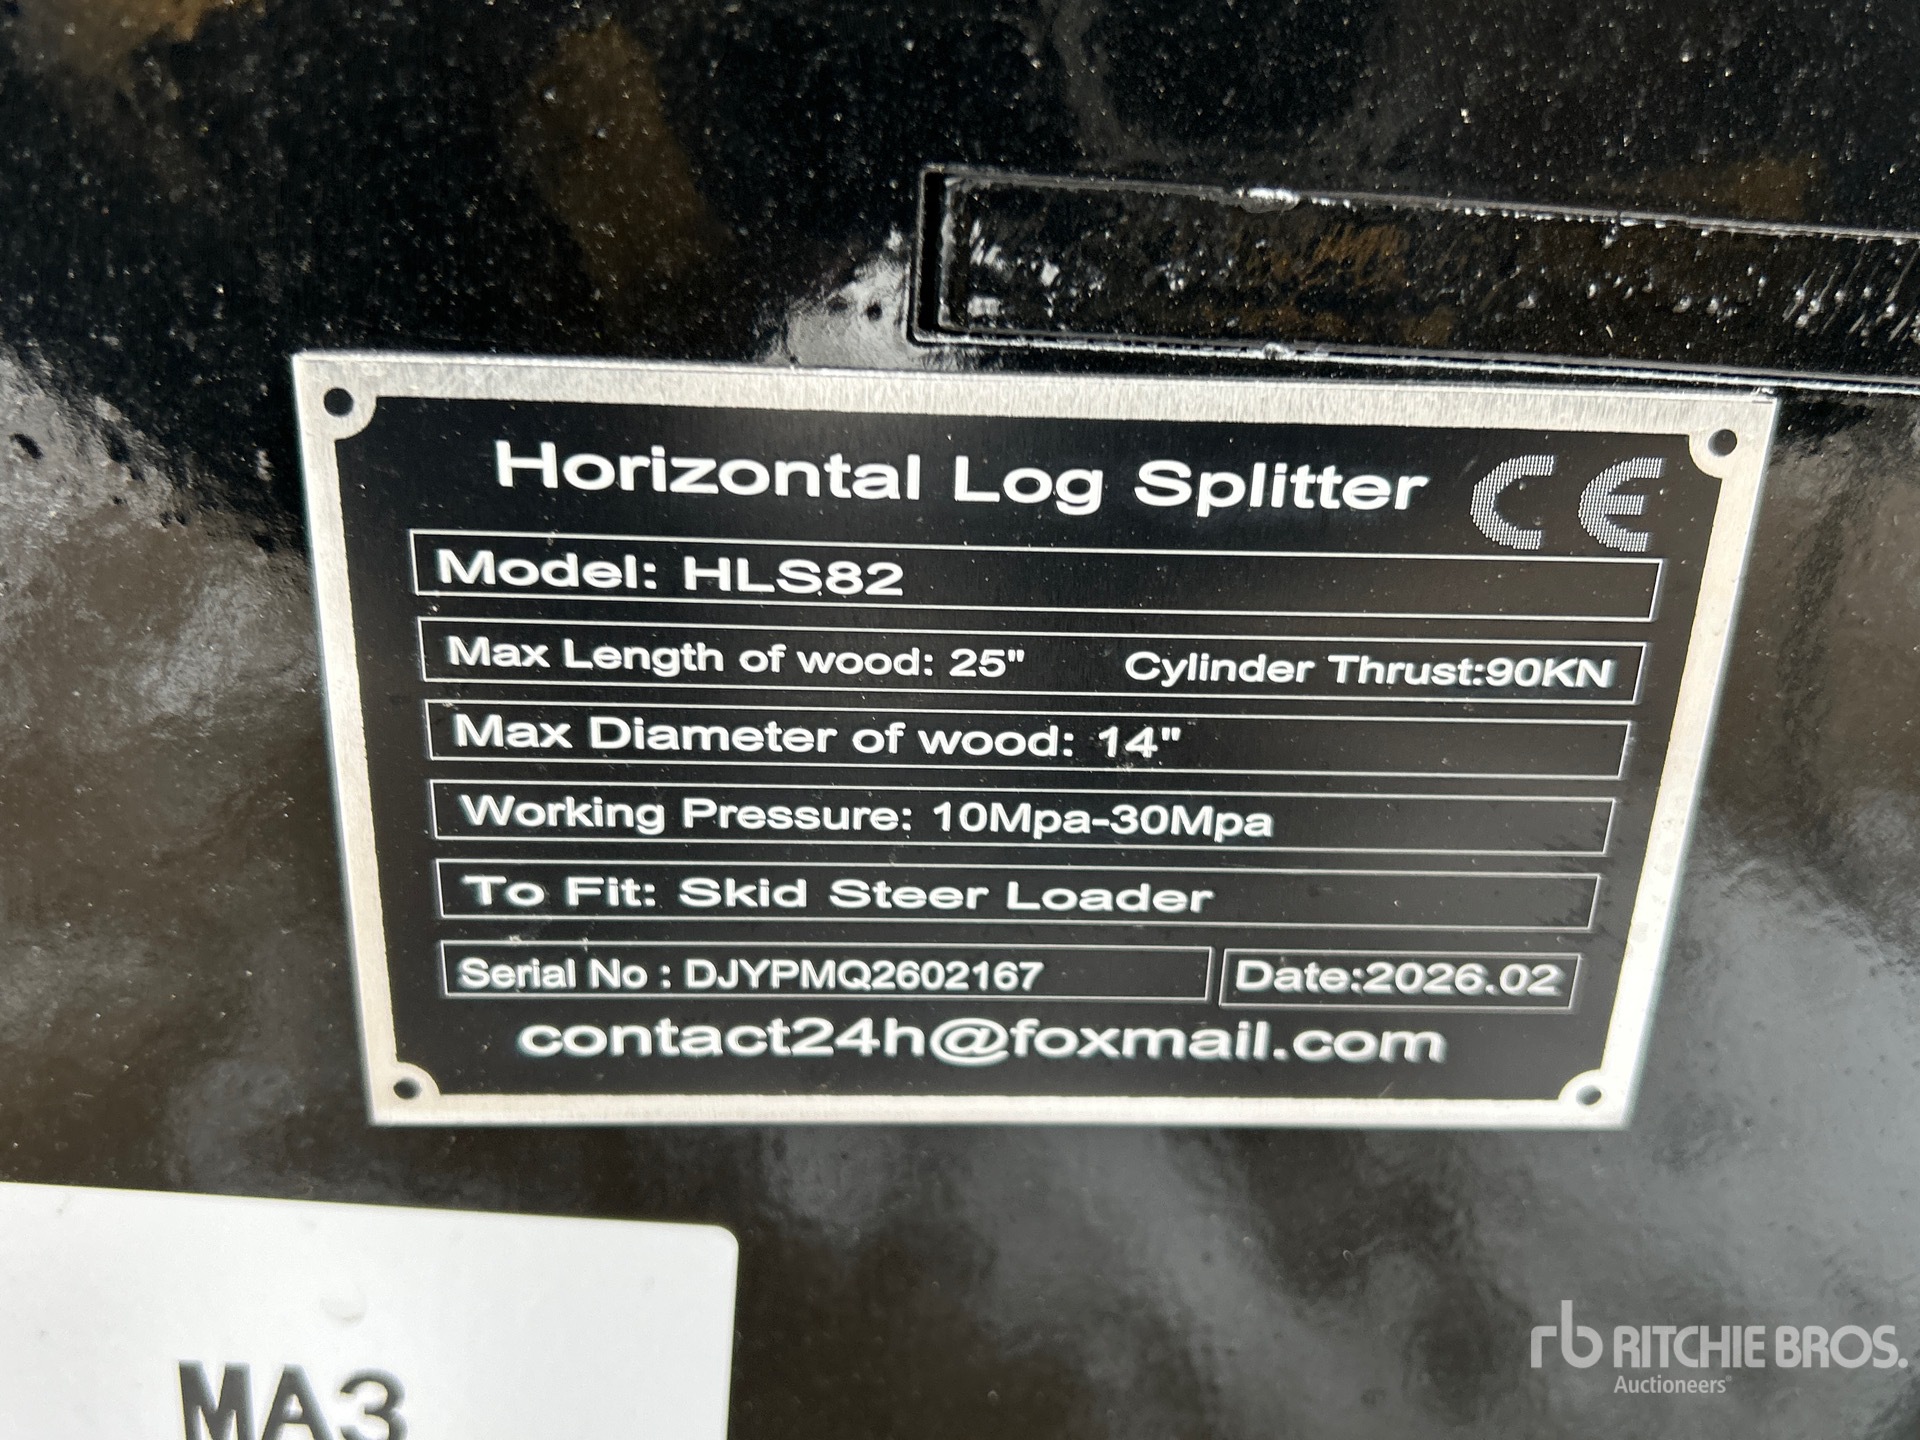 Horizontal Log Splitter CE
Model: HLS82
Max Length of wood: 25" Cylinder Thrust:90KN
Max Diameter of wood: 14"
Working Pressure: 10Mpa-30Mpa
To Fit: Skid Steer Loader
Serial No : DJYPMQ2602167 Date:2026.02
contact24h@foxmail.com
MA3
rb RITCHIE BROS.
Auctioneers